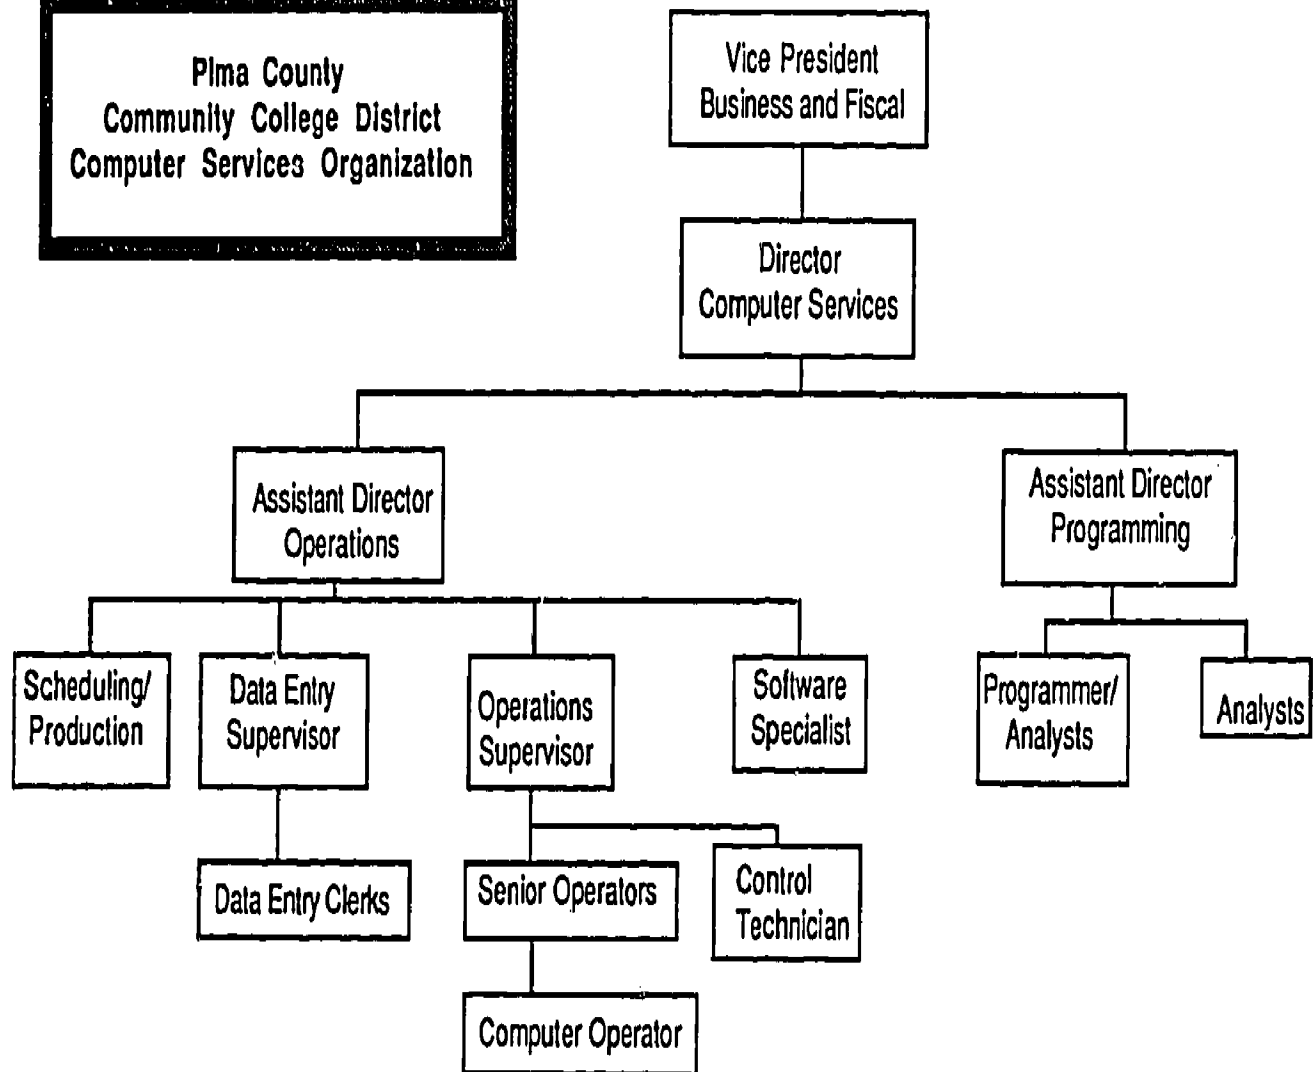 Pima County
Community College District
Computer Services Organization
Vice President
Business and Fiscal
Director
Computer Services
Assistant Director
Operations
Assistant Director
Programming
Scheduling/
Production
Data Entry
Supervisor
Operations
Supervisor
Software
Specialist
Programmer/
Analysts
Analysts
Data Entry Clerks
Senior Operators
Control
Technician
Computer Operator